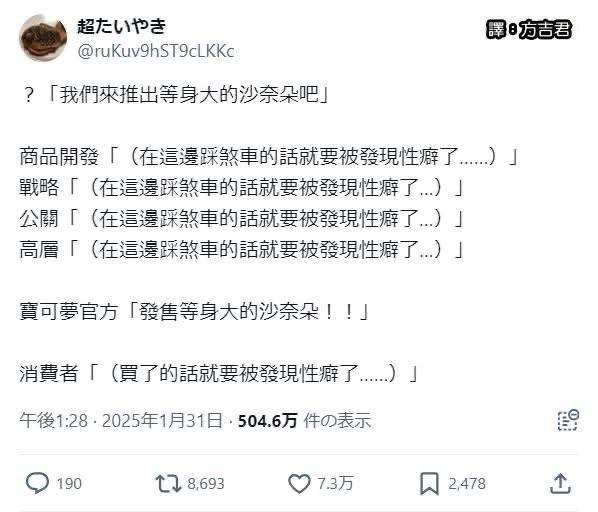 超たいやき
@ruKuv9hST9cLKKc
譯:方吉君
？「我們來推出等身大的沙奈朵吧」
商品開發「（在這邊踩煞車的話就要被發現性癖了......）」
戰略「（在這邊踩煞車的話就要被發現性癖了...）」
公關「（在這邊踩煞車的話就要被發現性癖了...）」
高層「（在這邊踩煞車的話就要被發現性癖了...）」
寶可夢官方「發售等身大的沙奈朵！！」
消費者「（買了的話就要被發現性癖了......）」
午後1:28 · 2025年1月31日 · 504.6万 件の表示
190 8,693 7.3万 2,478